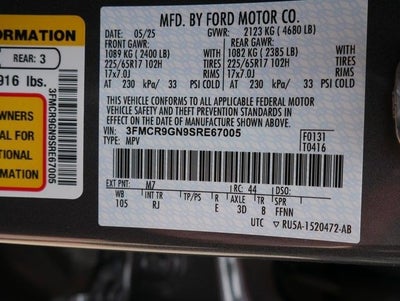 FORMATION
REAR: 3
916 lbs.
WNERS
O
TIONAL
MATION
3FMCR9GN9SRE67005
MFD. BY FORD MOTOR CO.
DATE: 05/25 GVWR: 2123 KG ( 4680 LB)
FRONT GAWR: REAR GAWR:
1089 KG ( 2400 LB) 1082 KG ( 2385 LB)
225/65R17 102H WITH 225/65R17 102H
17x7.0J TIRES 17x7.0J
AT 230 kPa/ 33 PSI COLD AT 230 kPa/ 33 PSI COLD
THIS VEHICLE CONFORMS TO ALL APPLICABLE FEDERAL MOTOR
VEHICLE SAFETY AND THEFT PREVENTION STANDARDS IN
EFFECT ON THE DATE OF MANUFACTURE SHOWN ABOVE.
VIN: 3FMCR9GN9SRE67005
TYPE: MPV
F0131
T0416
EXT PNT: M7 RC: 44 DSO:
WB INT TR TP/PS R AXLE TR SPR
105 RJ E 3D 8 FFNN
UTC RU5A-1520472-AB